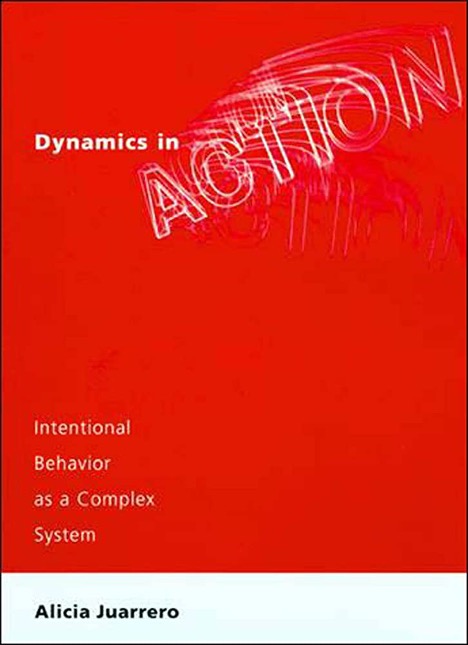 Dynamics in ACTION
Intentional
Behavior
as a Complex
System
Alicia Juarrero